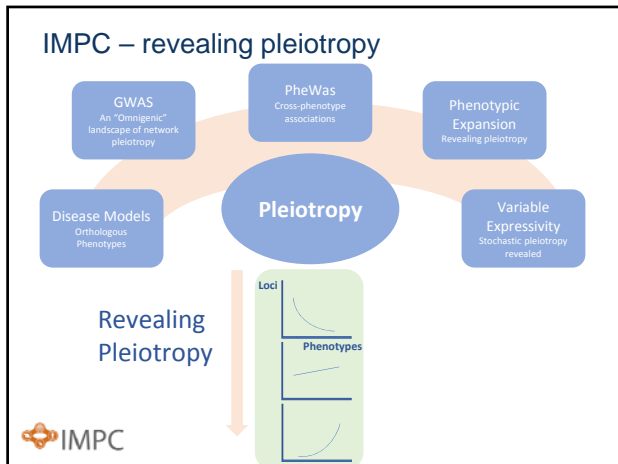 IMPC – revealing pleiotropy
PheWas
Cross-phenotype
associations
GWAS
An "Omnigenic"
landscape of network
pleiotropy
Phenotypic
Expansion
Revealing pleiotropy
Disease Models
Orthologous
Phenotypes
Pleiotropy
Variable
Expressivity
Stochastic pleiotropy
revealed
Revealing
Pleiotropy
Loci
Phenotypes
IMPC